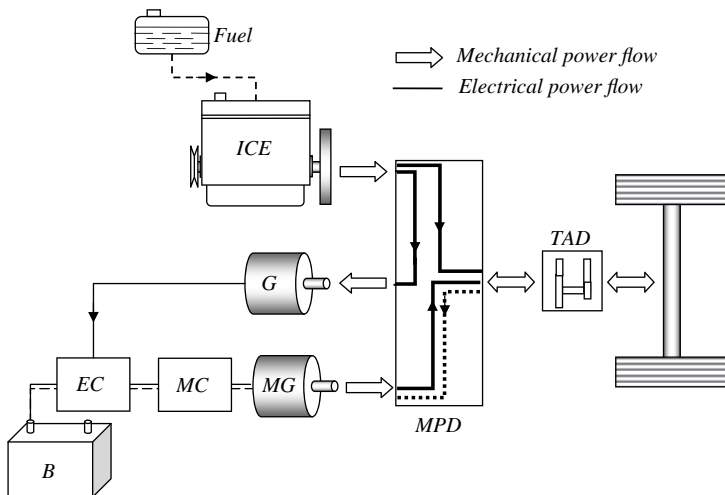 Fuel
Mechanical power flow
Electrical power flow
ICE
TAD
G
EC
MC
MG
MPD
B